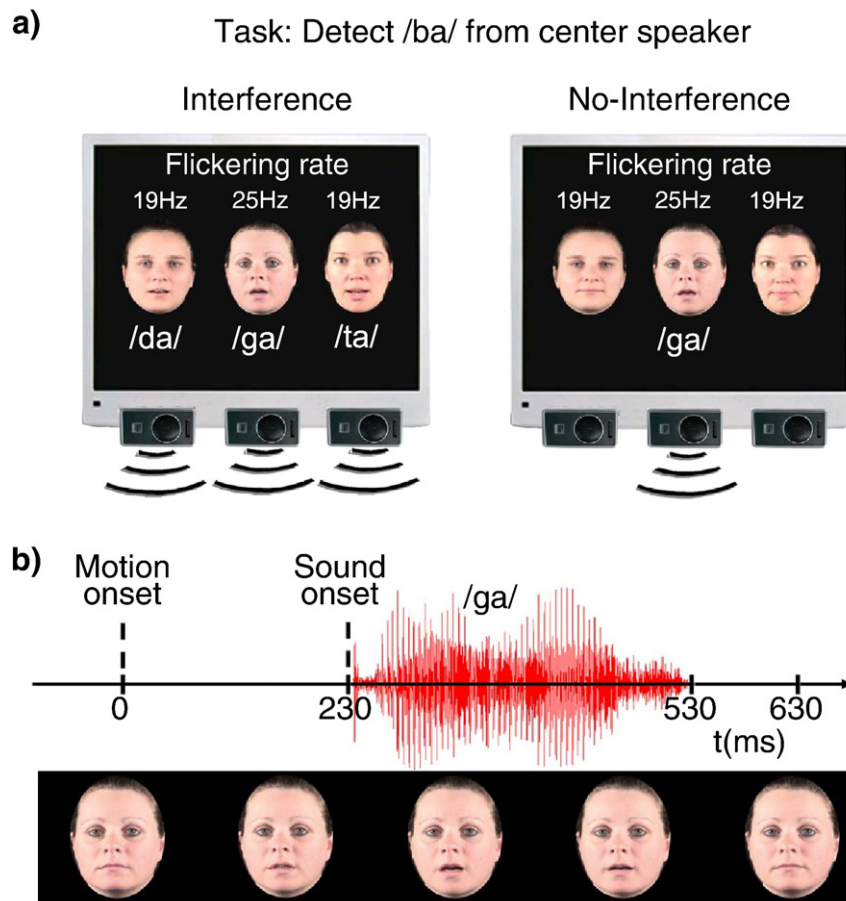 a)
Task: Detect /ba/ from center speaker
Interference
No-Interference
Flickering rate
19Hz 25Hz 19Hz
/da/ /ga/ /ta/
Flickering rate
19Hz 25Hz 19Hz
/ga/
b)
Motion
onset
Sound
onset
/ga/
0 230 530 630
t(ms)